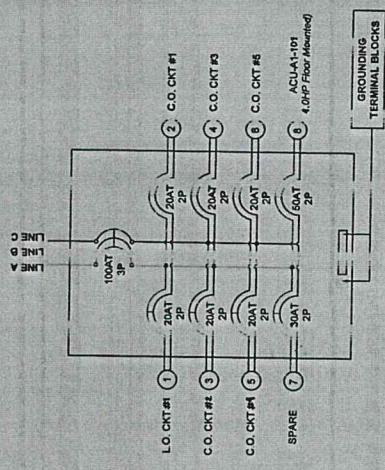 LINE A
LINE B
LINE C
100AT
3P
L.O. CKT #1
1
20AT
2P
20AT
2P
2
C.O. CKT #1
C.O. CKT #2
3
20AT
2P
20AT
2P
4
C.O. CKT #3
C.O. CKT #4
5
20AT
2P
20AT
2P
6
C.O. CKT #5
SPARE
7
30AT
2P
50AT
2P
8
ACU-A1-101
4.0HP Floor Mounted)
GROUNDING
TERMINAL BLOCKS